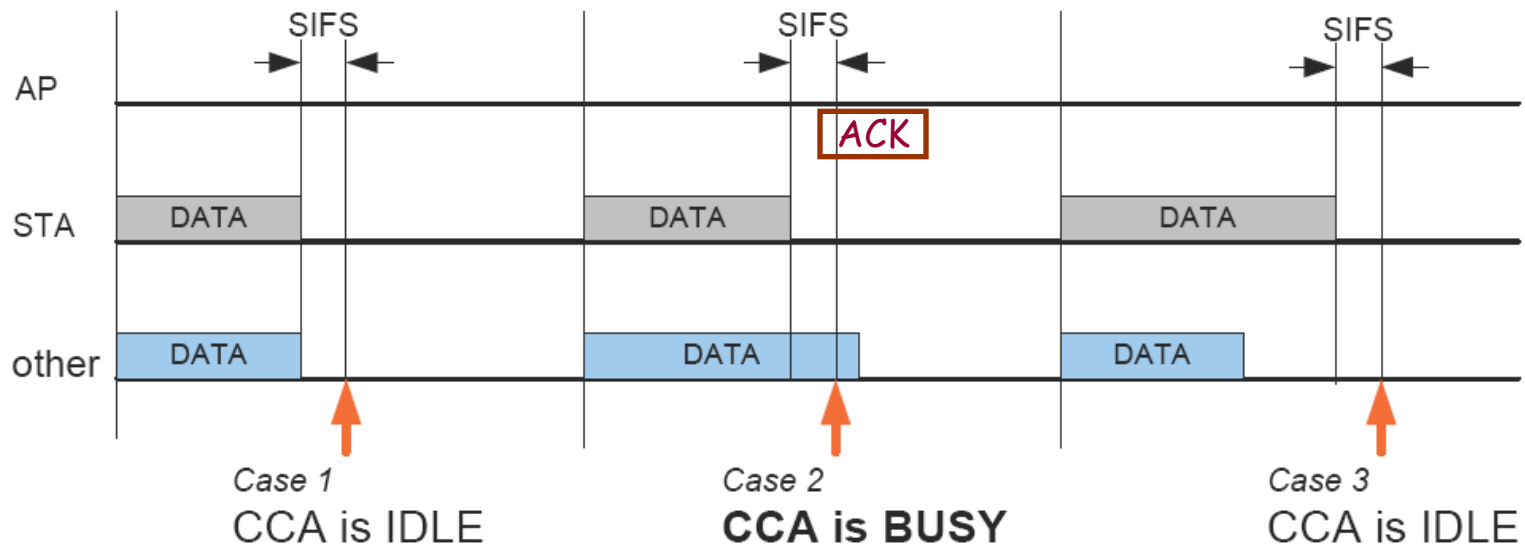 SIFS SIFS SIFS
AP
ACK
STA DATA DATA DATA
other DATA DATA DATA
Case 1 Case 2 Case 3
CCA is IDLE CCA is BUSY CCA is IDLE